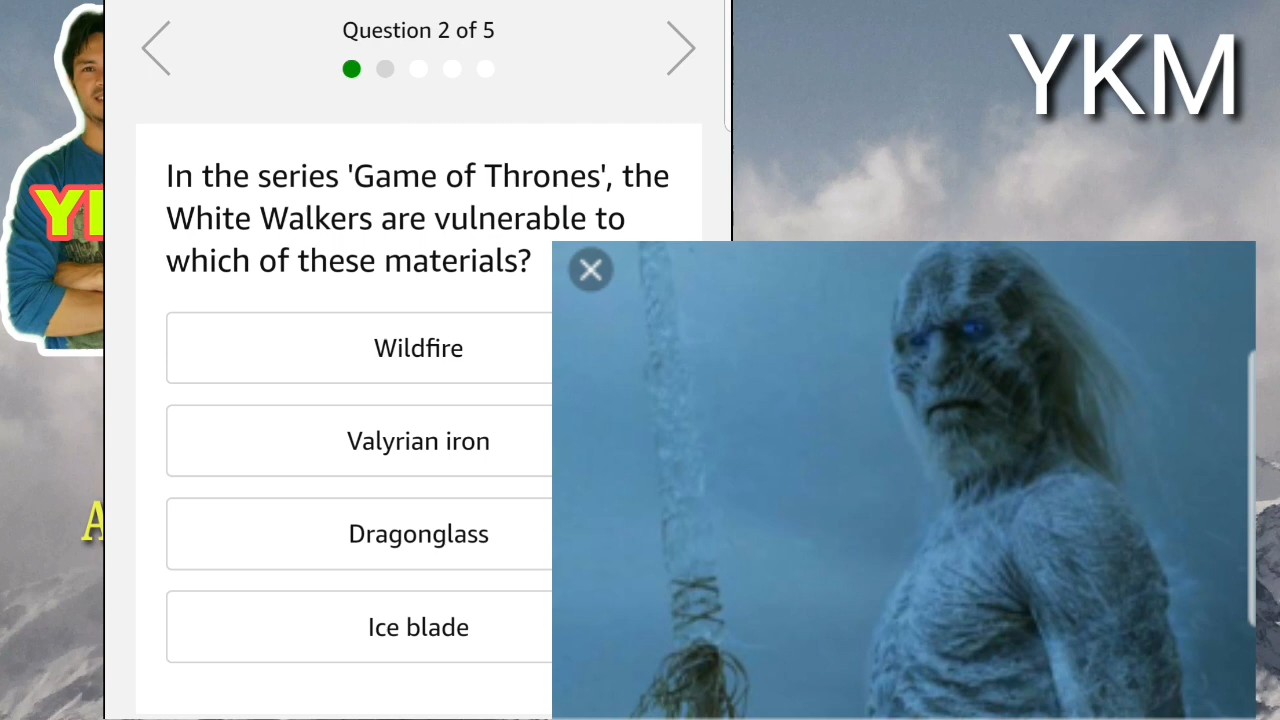 Question 2 of 5
YKM
In the series 'Game of Thrones', the
White Walkers are vulnerable to
which of these materials?
Wildfire
Valyrian iron
Dragonglass
Ice blade